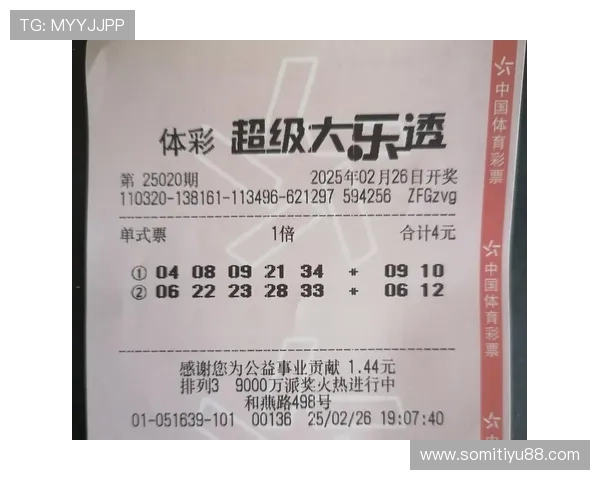 TG: MYYJJPP
体彩 超级大乐透
第 25020期 2025年02月26日开奖
110320-138161-113496-621297 594256 ZFGzvg
单式票 1倍 合计4元
① 04 08 09 21 34 + 09 10
② 06 22 23 28 33 + 06 12
感谢您为公益事业贡献 1.44元
排列3 9000万派奖火热进行中
和燕路498号
01-051639-101 00136 25/02/26 19:07:40
中国体育彩票
中国体育彩票
www.somitiyu88.com